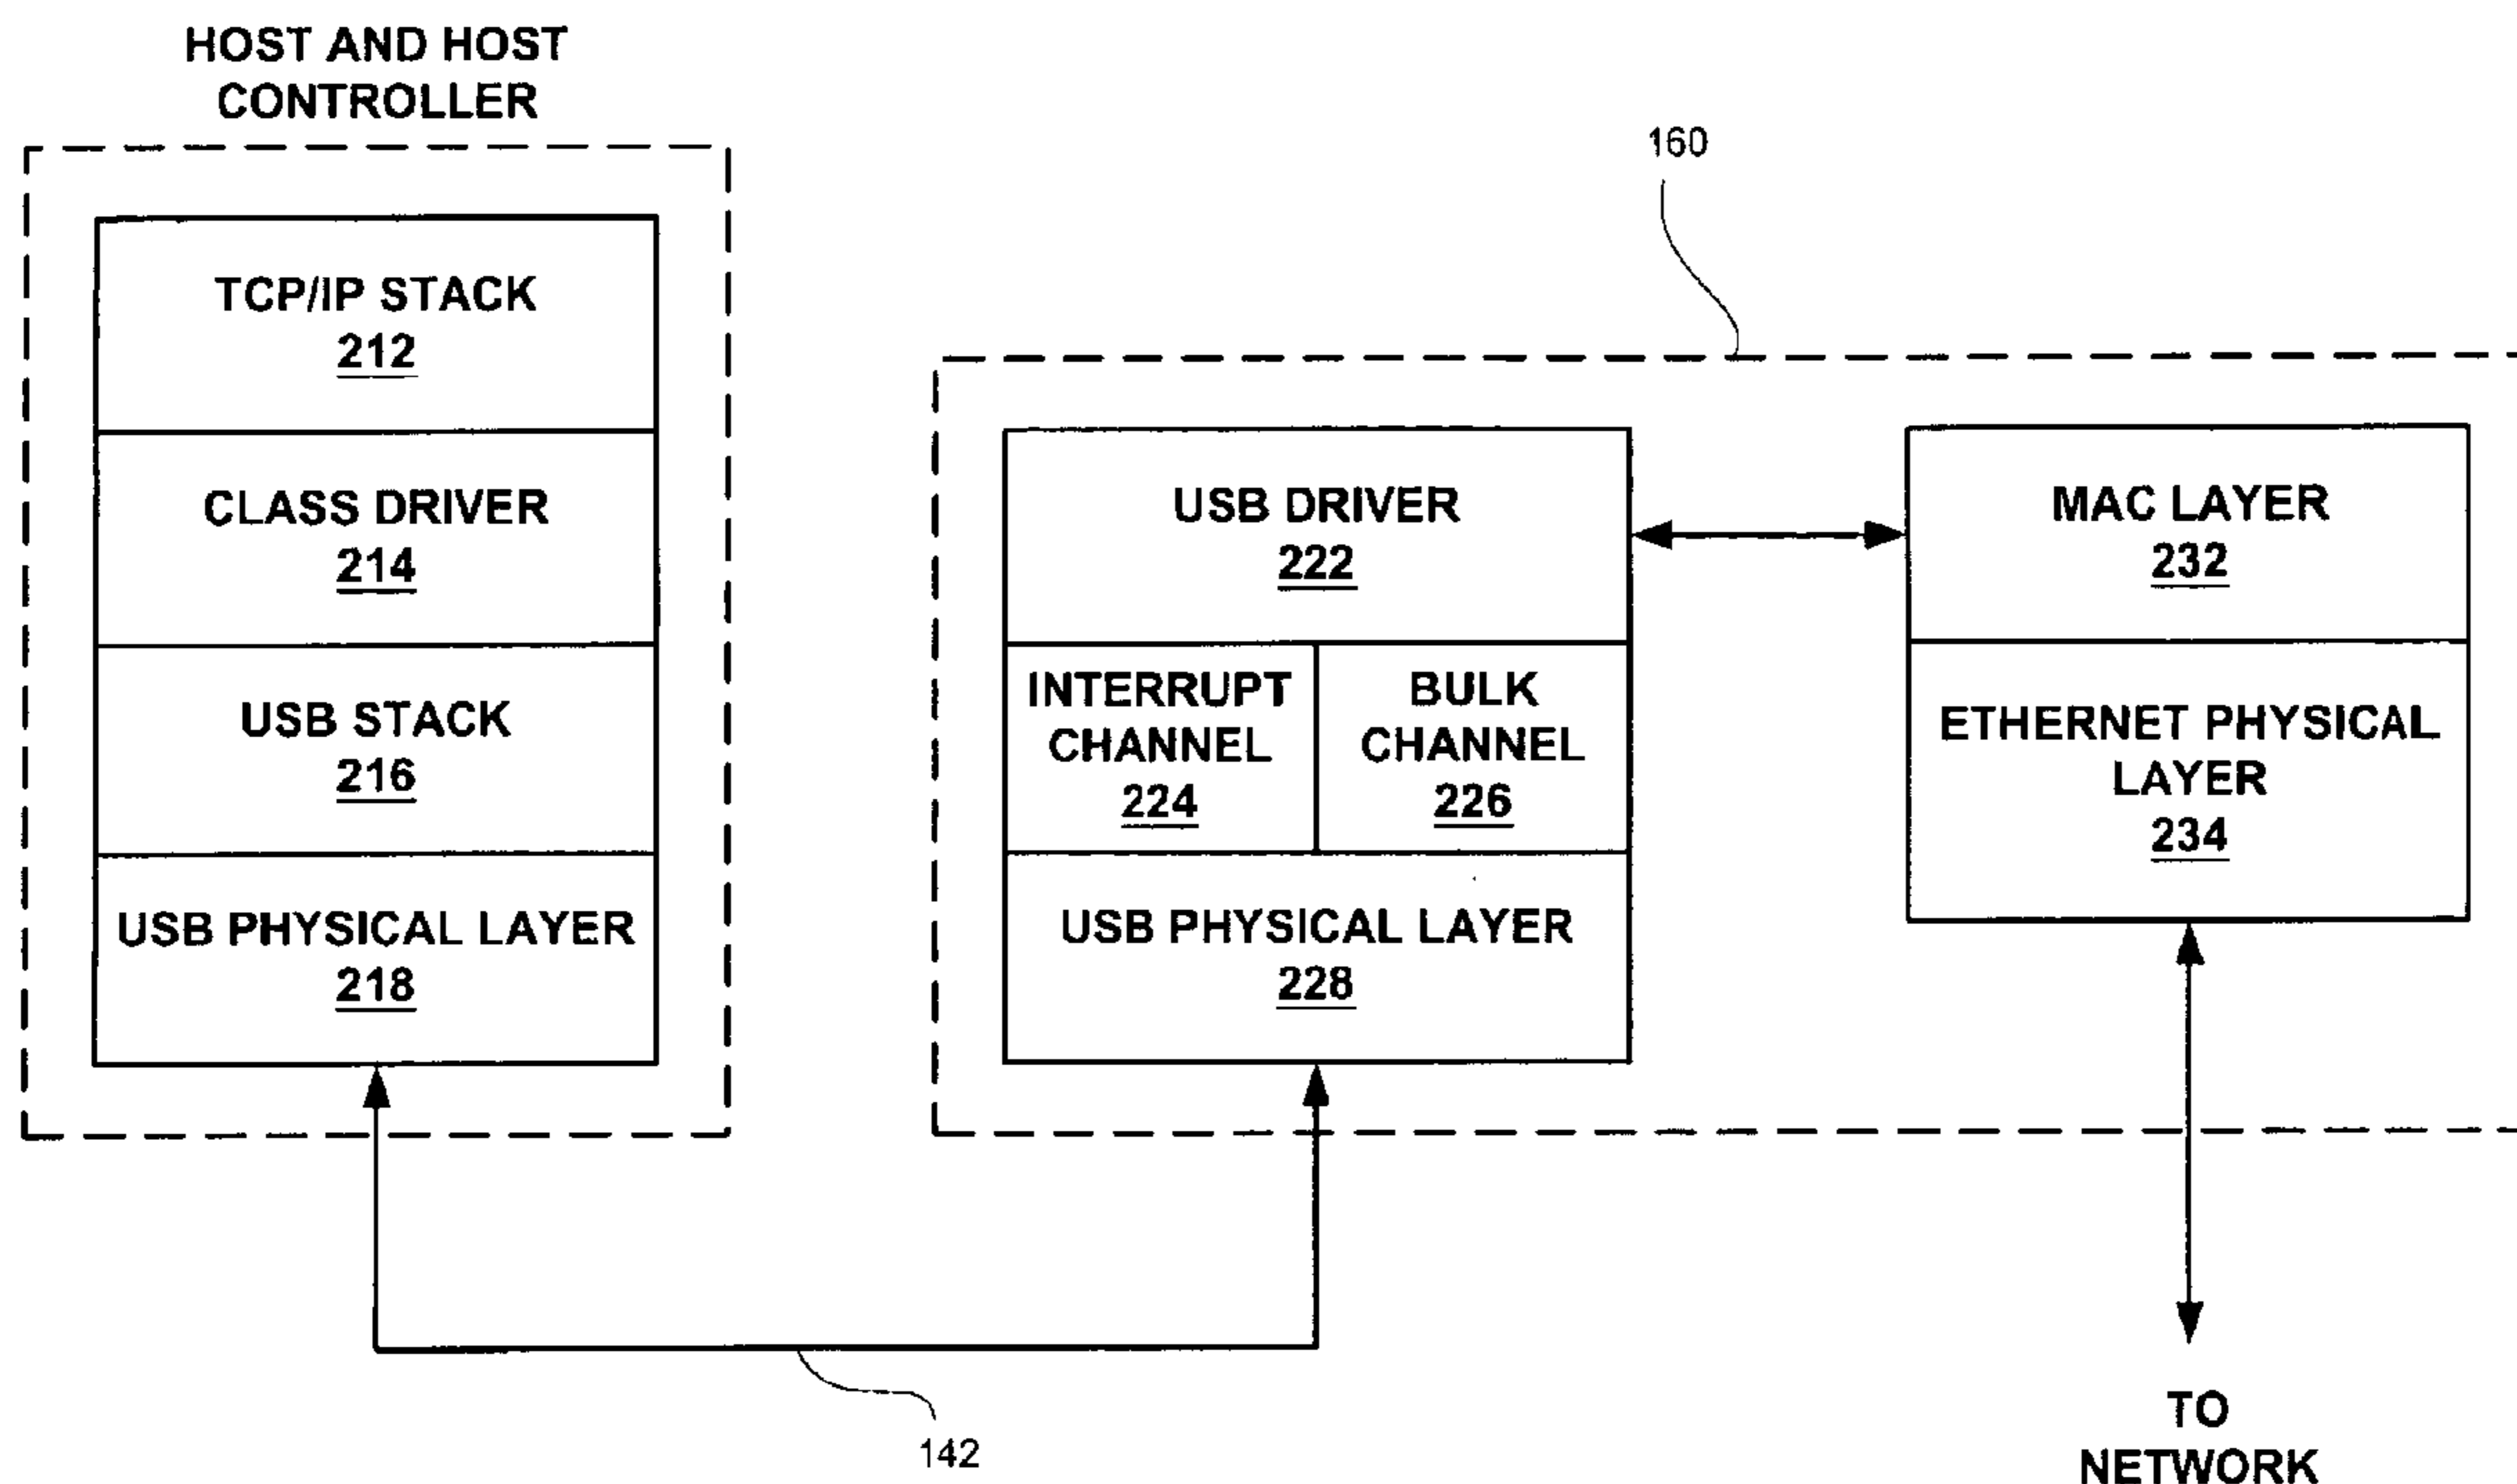 HOST AND HOST
CONTROLLER
TCP/IP STACK
212
CLASS DRIVER
214
USB STACK
216
USB PHYSICAL LAYER
218
160
USB DRIVER
222
INTERRUPT
CHANNEL
224
BULK
CHANNEL
226
USB PHYSICAL LAYER
228
MAC LAYER
232
ETHERNET PHYSICAL
LAYER
234
142
TO
NETWORK